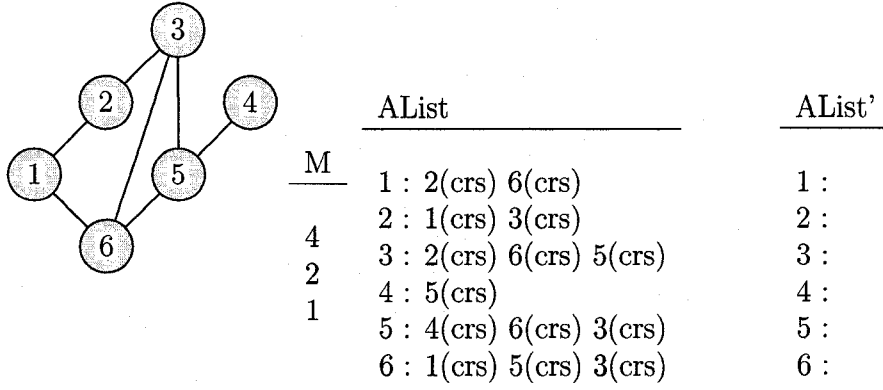 3
2
4
1
5
6
M
4
2
1
AList
1 : 2(crs) 6(crs)
2 : 1(crs) 3(crs)
3 : 2(crs) 6(crs) 5(crs)
4 : 5(crs)
5 : 4(crs) 6(crs) 3(crs)
6 : 1(crs) 5(crs) 3(crs)
AList'
1 :
2 :
3 :
4 :
5 :
6 :